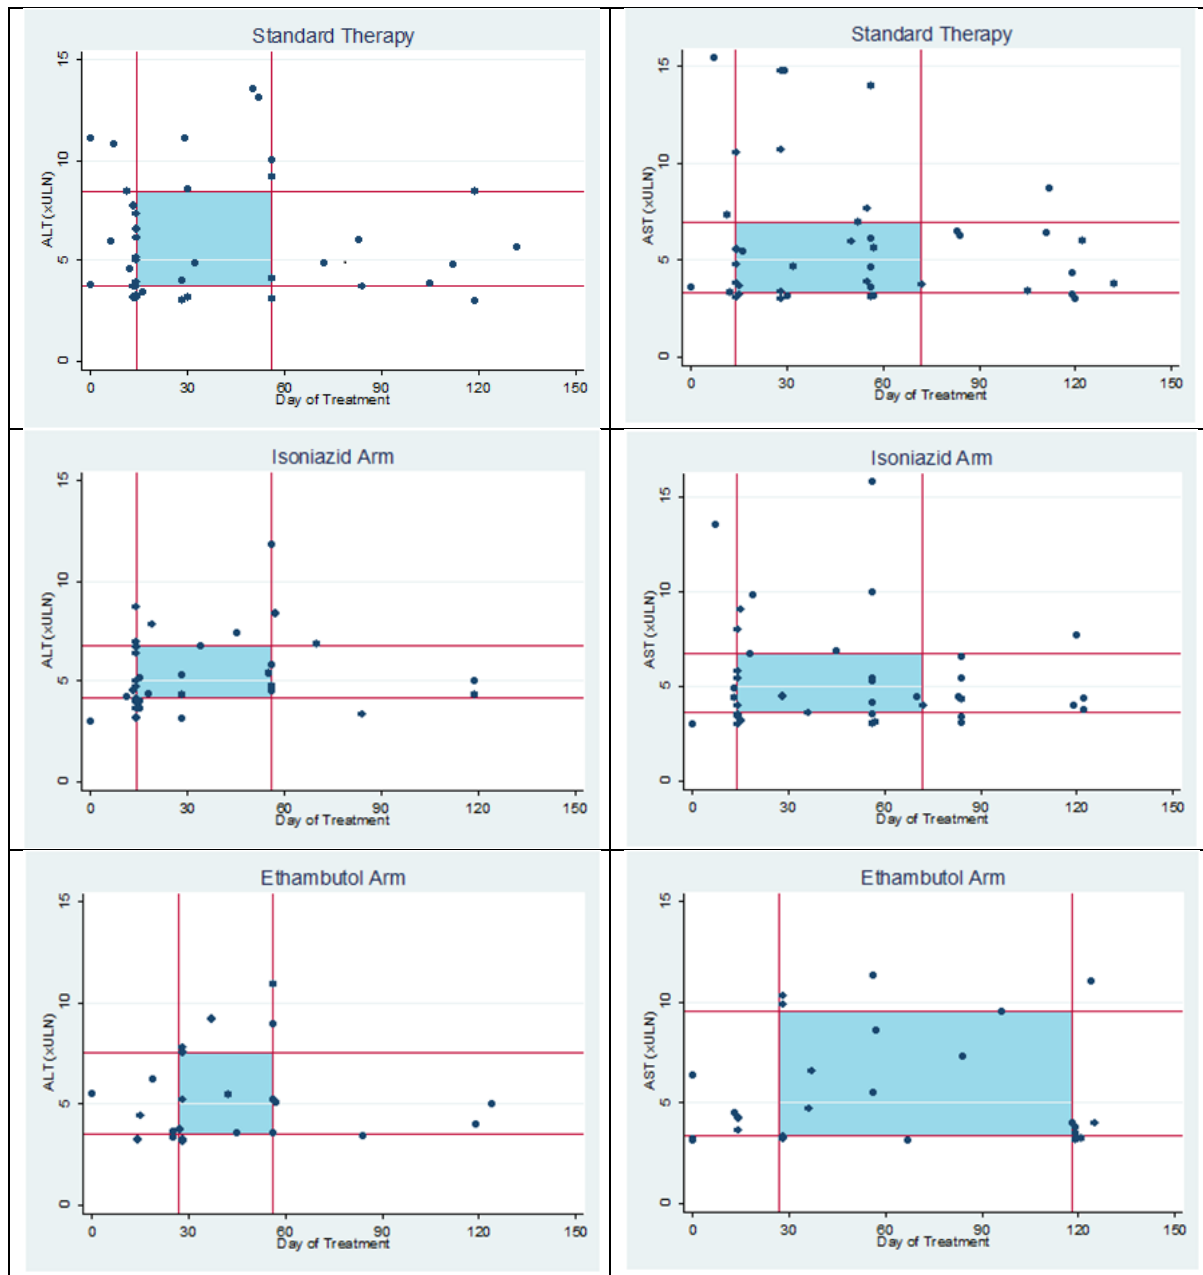 Standard Therapy
ALT (xULN)
15
10
5
0
0 30 60 90 120 150
Day of Treatment
Standard Therapy
AST (xULN)
15
10
5
0
0 30 60 90 120 150
Day of Treatment
Isoniazid Arm
ALT (xULN)
15
10
5
0
0 30 60 90 120 150
Day of Treatment
Isoniazid Arm
AST (xULN)
15
10
5
0
0 30 60 90 120 150
Day of Treatment
Ethambutol Arm
ALT (xULN)
15
10
5
0
0 30 60 90 120 150
Day of Treatment
Ethambutol Arm
AST (xULN)
15
10
5
0
0 30 60 90 120 150
Day of Treatment